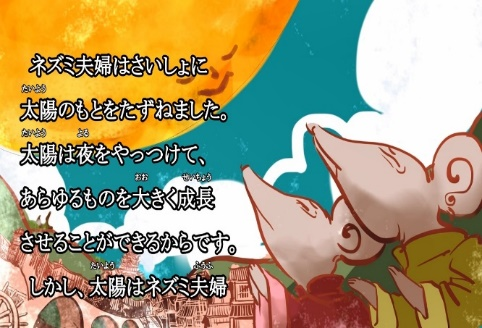 ネズミ夫婦はさいしょに
太陽のもとをたずねました。
太陽は夜をやっつけて、
あらゆるものを大きく成長
させることができるからです。
しかし、太陽はネズミ夫婦